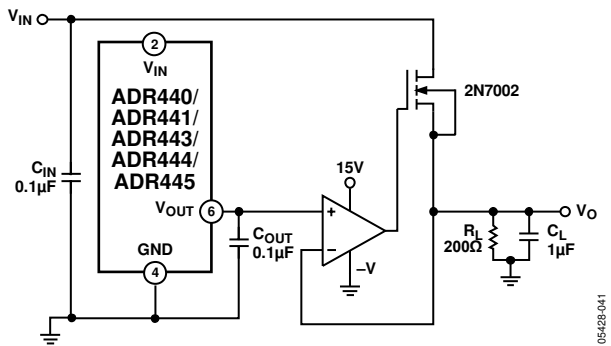 VIN
2
VIN
ADR440/
ADR441/
ADR443/
ADR444/
ADR445
2N7002
CIN
0.1µF
VOUT
6
15V
+
–
–V
COUT
0.1µF
GND
4
VO
RL
200Ω
CL
1µF
05428-041